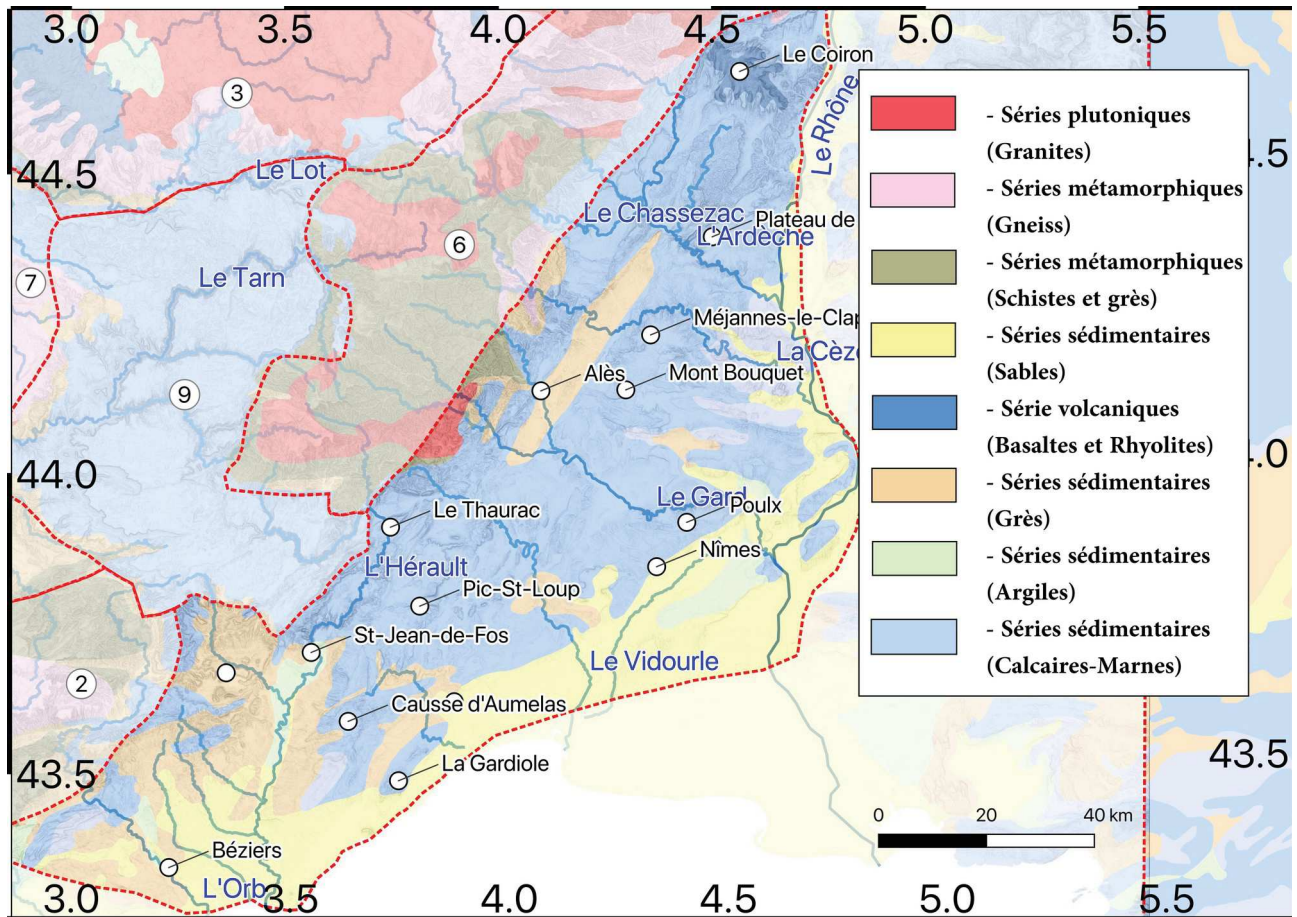 3.0 3.5 4.0 4.5 5.0 5.5
Le Coiron
3
Le Rhône
- Séries plutoniques
(Granites)
44.5
.5
Le Lot
- Séries métamorphiques
(Gneiss)
Le Chassezac
Plateau de
L'Ardèche
6
- Séries métamorphiques
(Schistes et grès)
7
Le Tarn
Méjannes-le-Clap
- Séries sédimentaires
(Sables)
La Cèze
Alès
Mont Bouquet
9
- Série volcaniques
(Basaltes et Rhyolites)
44.0
.0
- Séries sédimentaires
(Grès)
Le Gard
Poulx
Le Thaurac
Nîmes
- Séries sédimentaires
(Argiles)
L'Hérault
Pic-St-Loup
St-Jean-de-Fos
- Séries sédimentaires
(Calcaires-Marnes)
Le Vidourle
2
Causse d'Aumelas
43.5
43.5
La Gardiole
0 20 40 km
Béziers
L'Orb
3.0 3.5 4.0 4.5 5.0 5.5